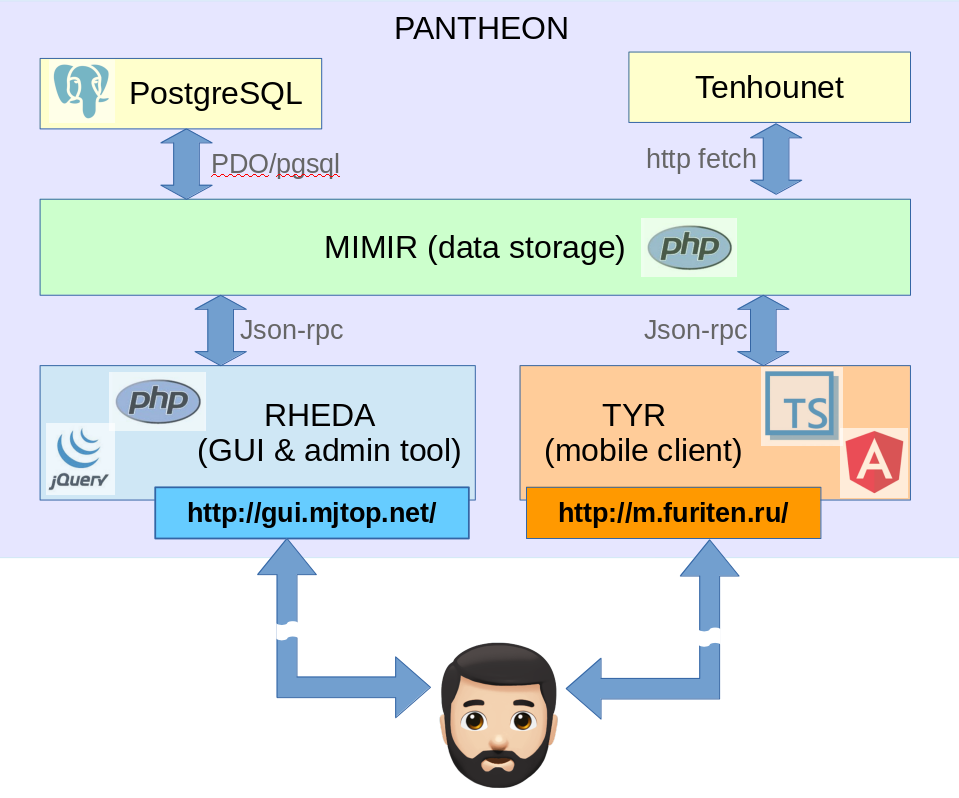 PANTHEON
PostgreSQL
Tenhounet
PDO/pgsql
http fetch
MIMIR (data storage)
php
Json-rpc
Json-rpc
php
RHEDA
(GUI & admin tool)
jQuery
TYR
(mobile client)
TS
A
http://gui.mjtop.net/
http://m.furiten.ru/